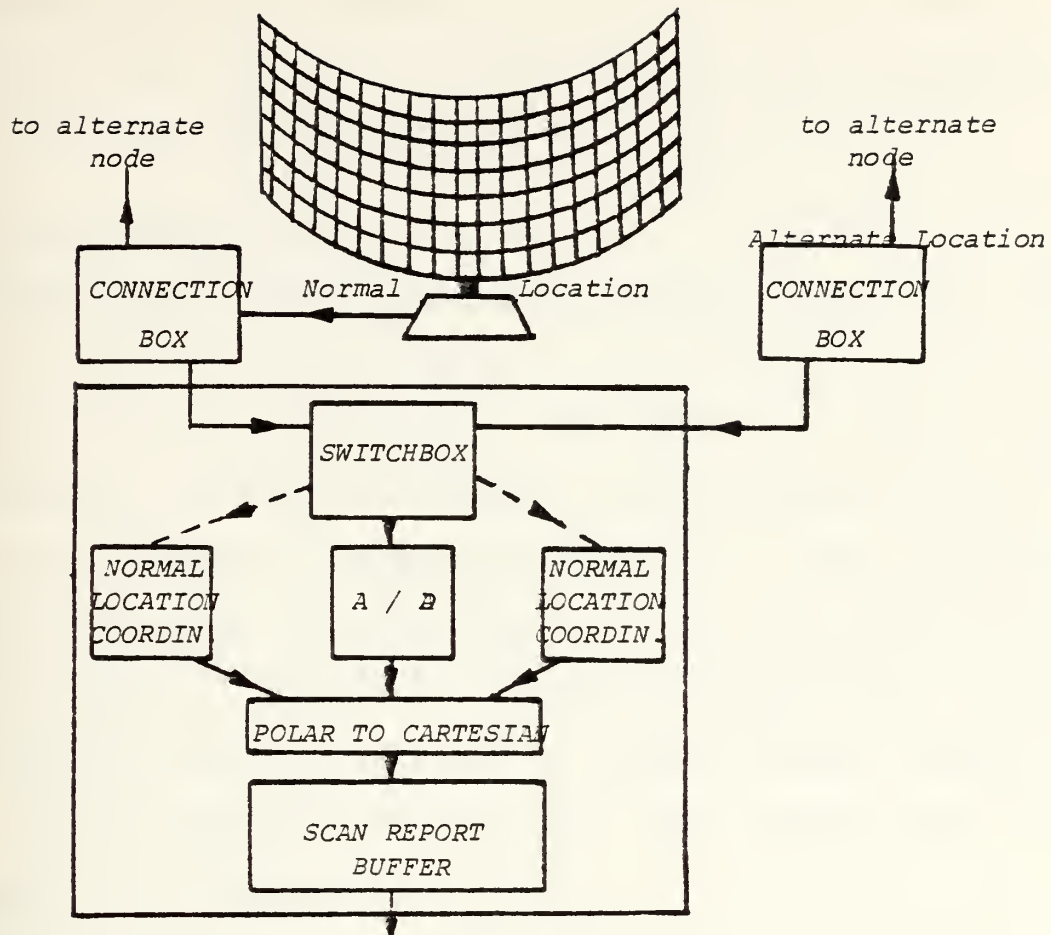 to alternate
node
to alternate
node
Alternate Location
CONNECTION
BOX
Normal Location
CONNECTION
BOX
SWITCHBOX
NORMAL
LOCATION
COORDIN.
A / D
NORMAL
LOCATION
COORDIN.
POLAR TO CARTESIAN
SCAN REPORT
BUFFER